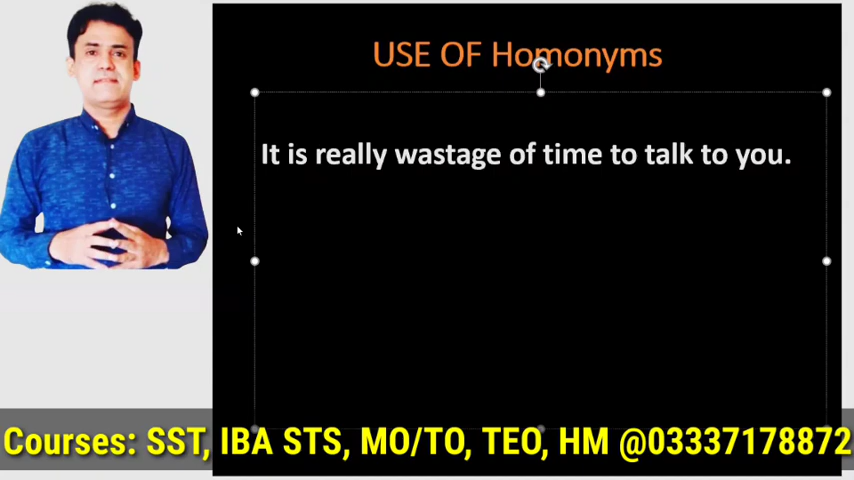 USE OF Homonyms
It is really wastage of time to talk to you.
Courses: SST, IBA STS, MO/TO, TEO, HM @03337178872